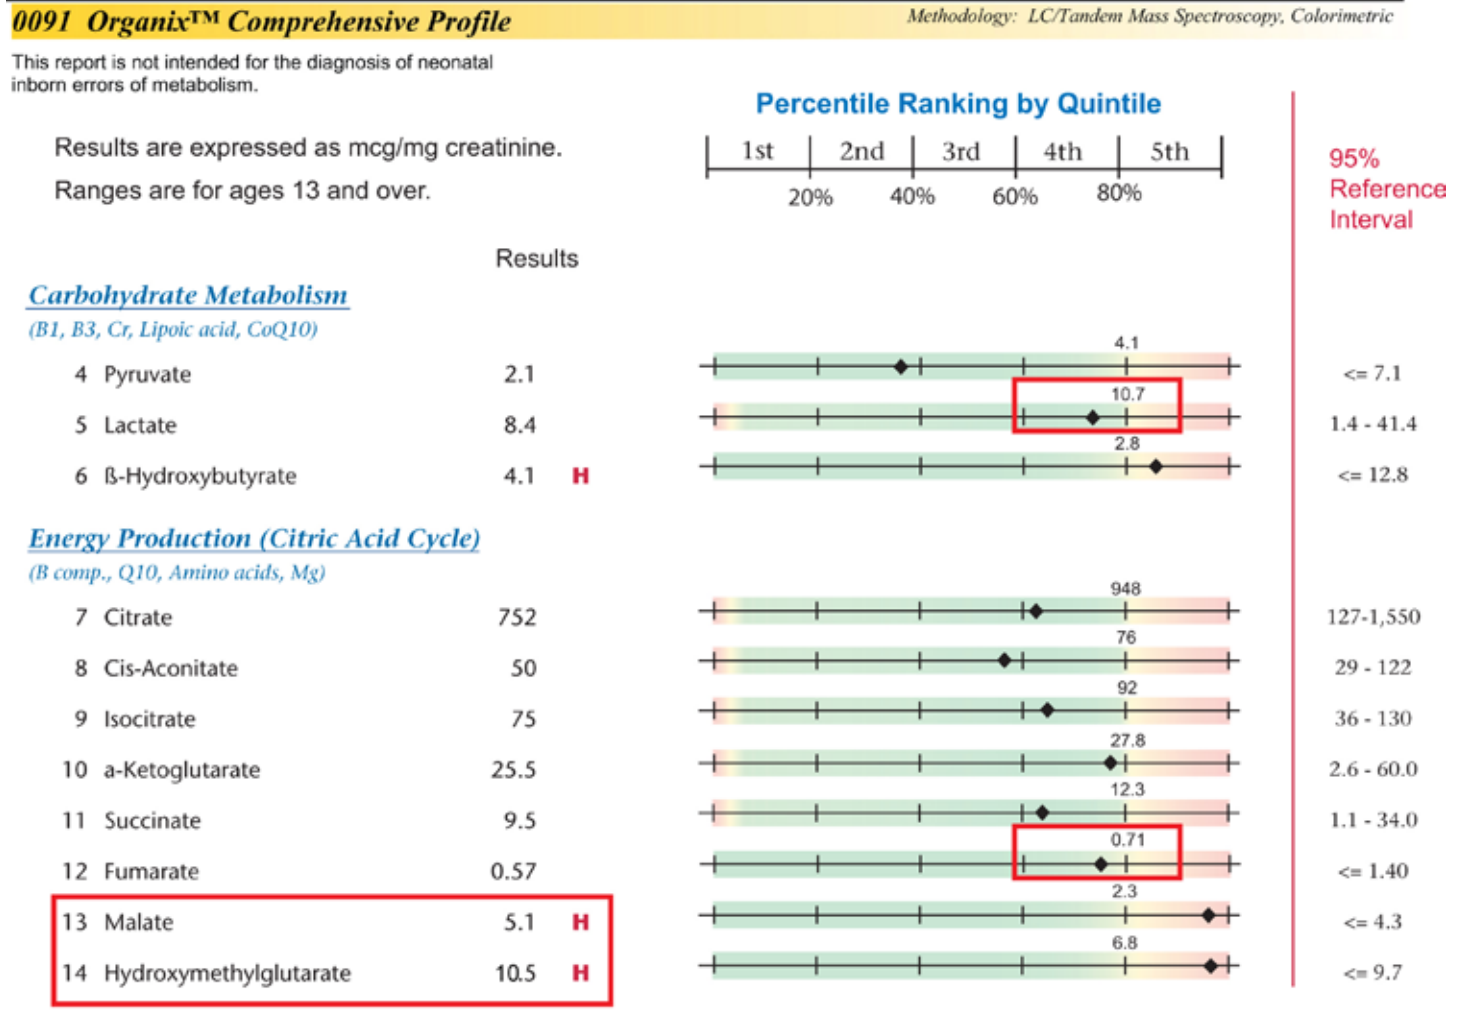 0091 Organix™ Comprehensive Profile
Methodology: LC/Tandem Mass Spectroscopy, Colorimetric
This report is not intended for the diagnosis of neonatal
inborn errors of metabolism.
Percentile Ranking by Quintile
Results are expressed as mcg/mg creatinine.
Ranges are for ages 13 and over.
1st 2nd 3rd 4th 5th
20% 40% 60% 80%
95%
Reference
Interval
Results
Carbohydrate Metabolism
(B1, B3, Cr, Lipoic acid, CoQ10)
4.1
4 Pyruvate 2.1 <= 7.1
10.7
5 Lactate 8.4 1.4 - 41.4
2.8
6 ß-Hydroxybutyrate 4.1 H <= 12.8
Energy Production (Citric Acid Cycle)
(B comp., Q10, Amino acids, Mg)
948
7 Citrate 752 127-1,550
76
8 Cis-Aconitate 50 29 - 122
92
9 Isocitrate 75 36 - 130
27.8
10 a-Ketoglutarate 25.5 2.6 - 60.0
12.3
11 Succinate 9.5 1.1 - 34.0
0.71
12 Fumarate 0.57 <= 1.40
2.3
13 Malate 5.1 H <= 4.3
6.8
14 Hydroxymethylglutarate 10.5 H <= 9.7